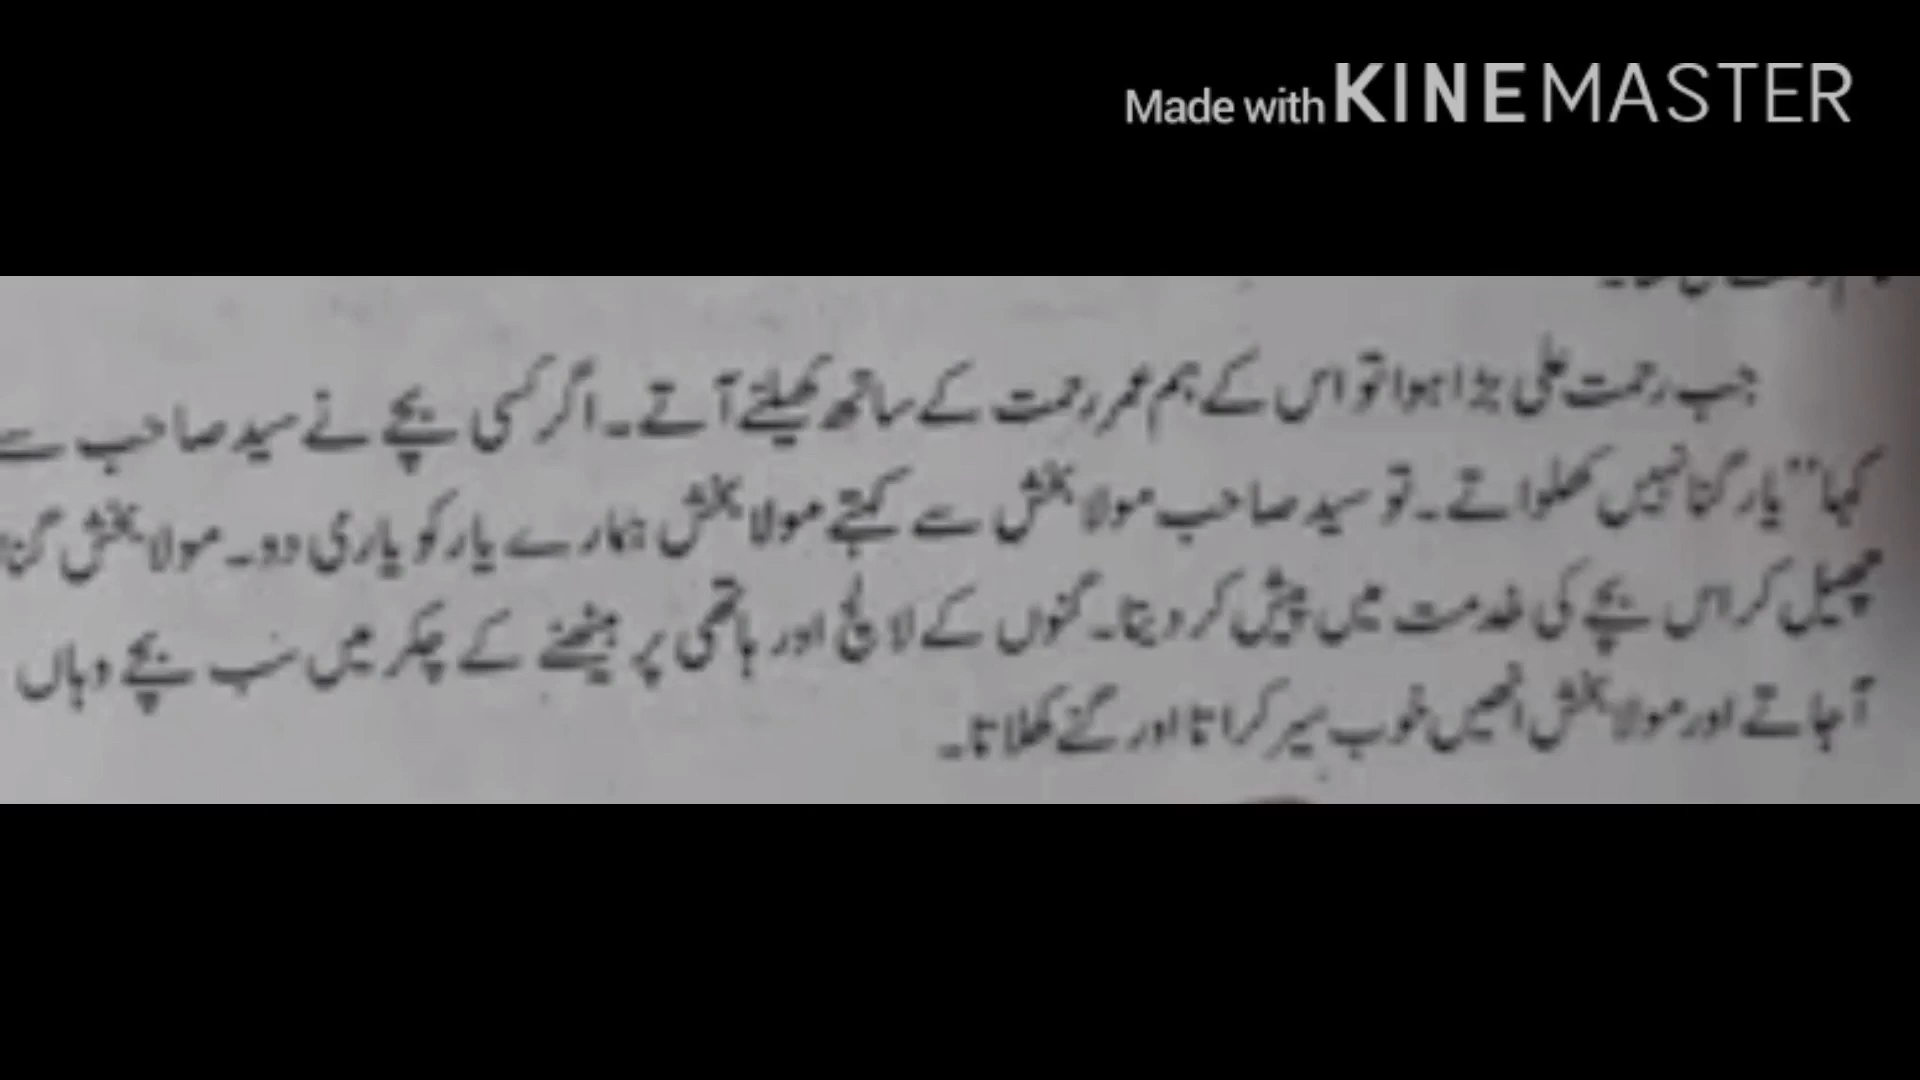 Made with KINEMASTER
جب رحمت علی بڑا ہوا تو اس کے ہم عمر رحمت کے ساتھ کھیلنے آتے۔ اگر کسی بچے نے سید صاحب سے
کہا "یار گنا نہیں کھلواتے۔ تو سید صاحب مولا بخش سے کہتے مولا بخش ہمارے یار کو یاری دو۔ مولا بخش گنا
چھیل کر اس بچے کی خدمت میں پیش کر دیتا۔ گنوں کے لالچ اور ہاتھی پر بیٹھنے کے چکر میں سب بچے وہاں
آ جاتے اور مولا بخش انھیں خوب سیر کراتا اور گنے کھلاتا۔